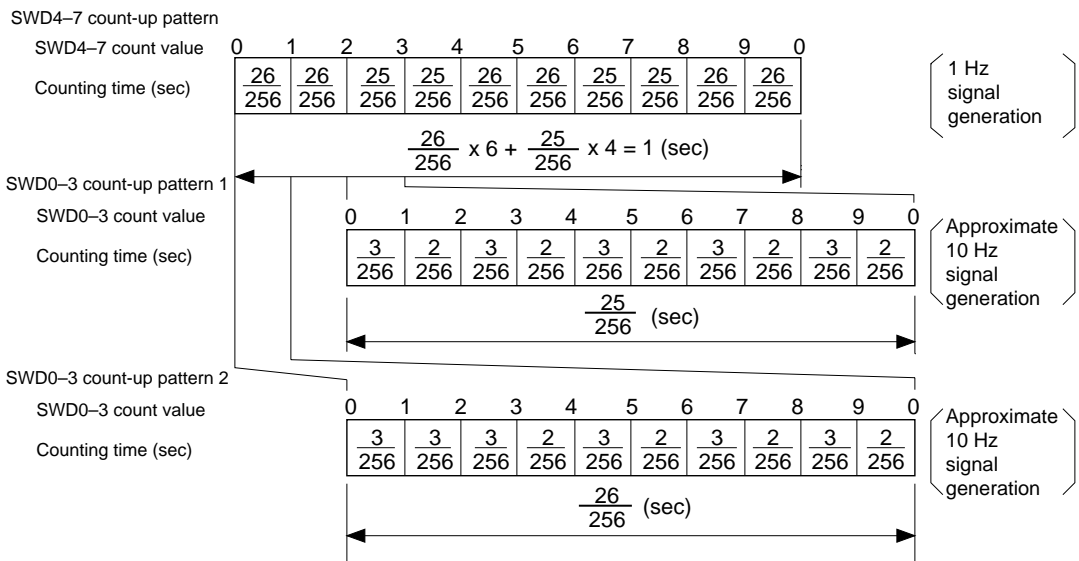 SWD4–7 count-up pattern
SWD4–7 count value 0 1 2 3 4 5 6 7 8 9 0
Counting time (sec) 26/256 26/256 25/256 25/256 26/256 26/256 25/256 25/256 26/256 26/256
1 Hz
signal
generation
26/256 x 6 + 25/256 x 4 = 1 (sec)
SWD0–3 count-up pattern 1
SWD0–3 count value 0 1 2 3 4 5 6 7 8 9 0
Counting time (sec) 3/256 2/256 3/256 2/256 3/256 2/256 3/256 2/256 3/256 2/256
Approximate
10 Hz
signal
generation
25/256 (sec)
SWD0–3 count-up pattern 2
SWD0–3 count value 0 1 2 3 4 5 6 7 8 9 0
Counting time (sec) 3/256 3/256 3/256 2/256 3/256 2/256 3/256 2/256 3/256 2/256
Approximate
10 Hz
signal
generation
26/256 (sec)